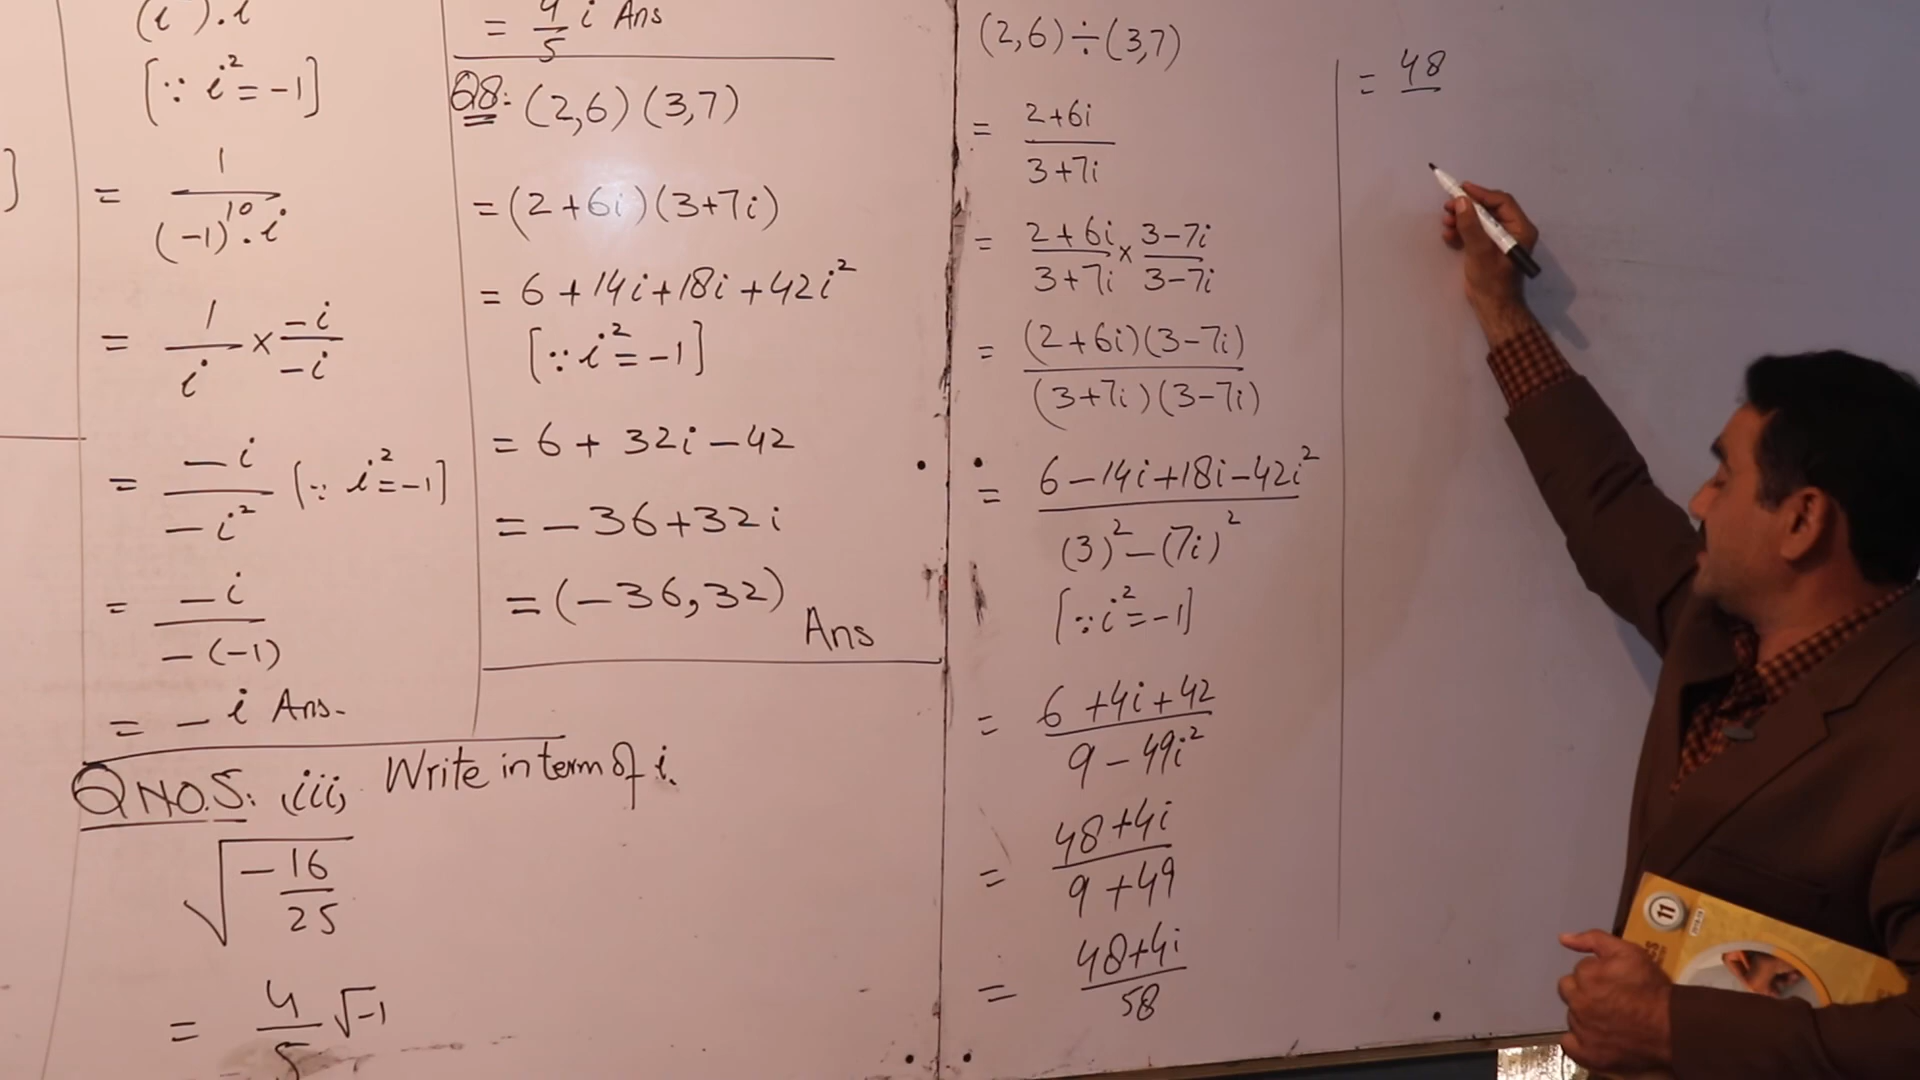 (i ).i
[∵ i² = -1]
]
= 1 / (-1)¹⁰.i
= 1/i × -i/-i
= -i / -i² (∵ i² = -1]
= -i / -(-1)
= -i Ans.
Q NO.5: (iii) Write in term of i.
√(-16/25)
= 4/5 √-1
= 4/5 i Ans
Q8: (2,6)(3,7)
= (2+6i)(3+7i)
= 6+14i+18i+42i²
[∵ i² = -1]
= 6+32i-42
= -36+32i
= (-36,32)
Ans
(2,6)÷(3,7)
= 2+6i / 3+7i
= 2+6i / 3+7i × 3-7i / 3-7i
= (2+6i)(3-7i) / (3+7i)(3-7i)
= 6-14i+18i-42i² / (3)²-(7i)²
[∵ i² = -1]
= 6+4i+42 / 9-49i²
= 48+4i / 9+49
= 48+4i / 58
= 48
11